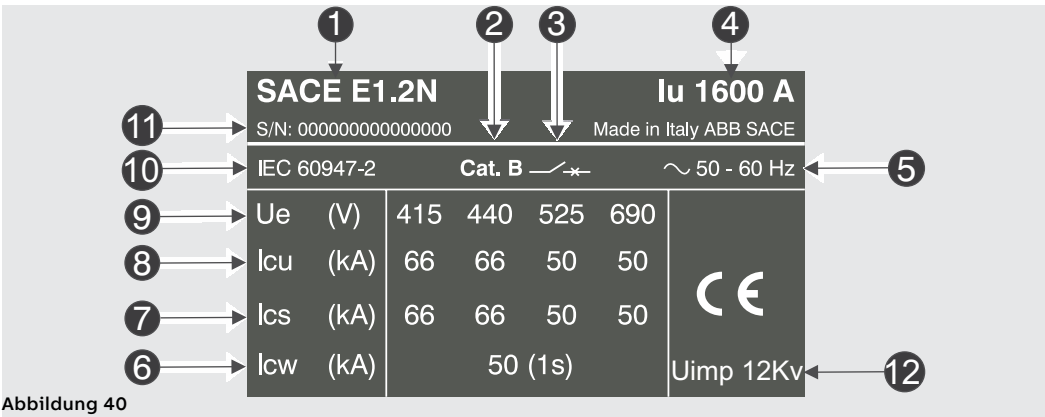 1 2 3 4
SACE E1.2N Iu 1600 A
11 S/N: 000000000000000 Made in Italy ABB SACE
10 IEC 60947-2 Cat. B ~ 50 - 60 Hz 5
9 Ue (V) 415 440 525 690
8 Icu (kA) 66 66 50 50
7 Ics (kA) 66 66 50 50
CE
6 Icw (kA) 50 (1s) Uimp 12Kv 12
Abbildung 40